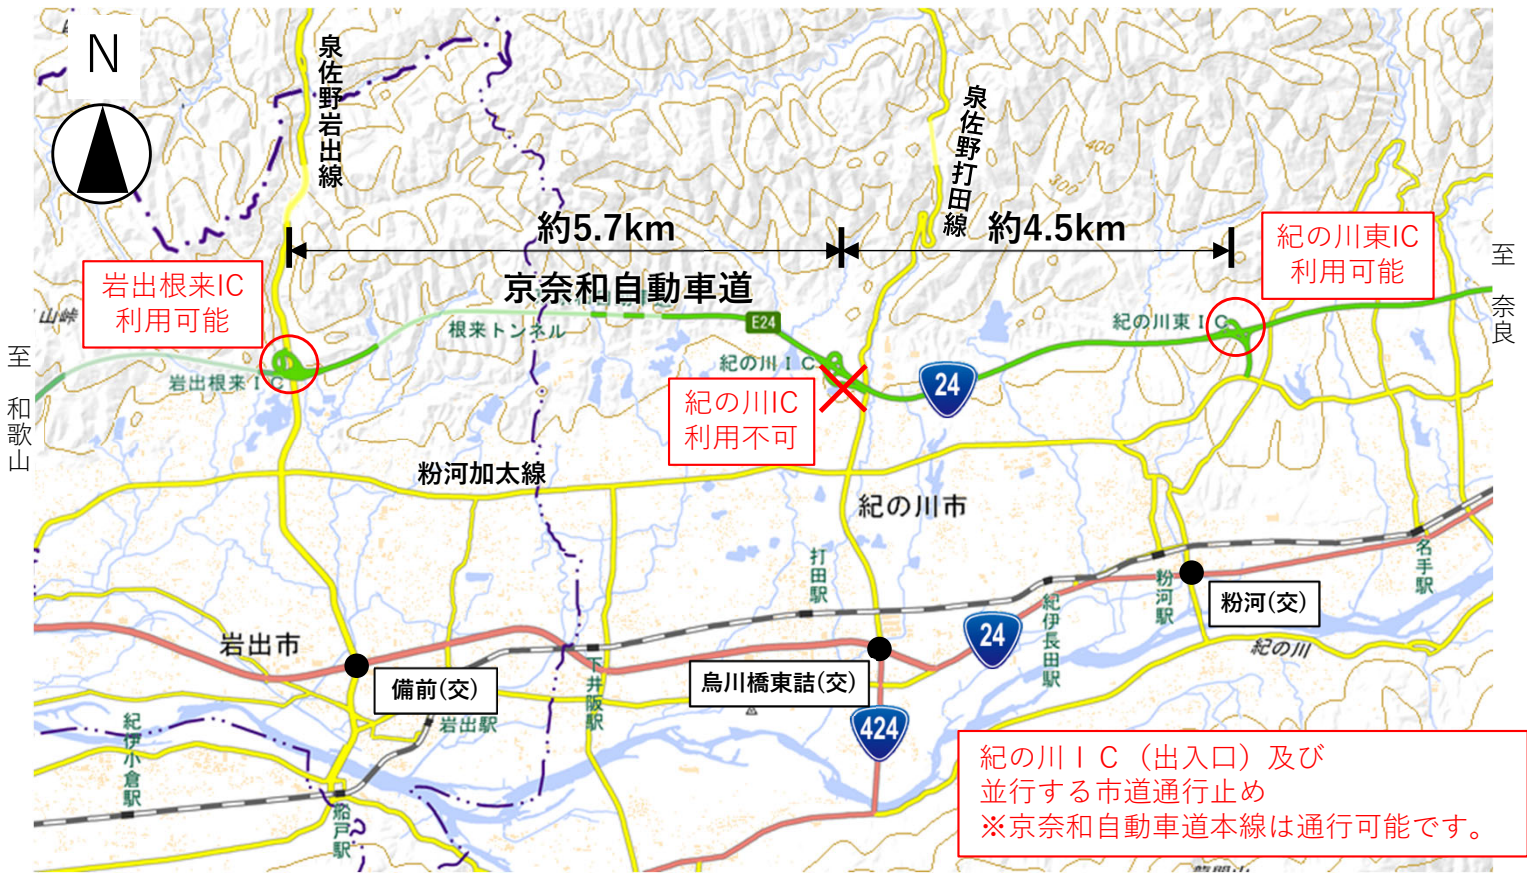 N
泉佐野岩出線
泉佐野打田線
400
300
約5.7km
約4.5km
紀の川東IC
利用可能
至 奈良
岩出根来IC
利用可能
京奈和自動車道
山峠
根来トンネル
E24
紀の川東IC
至 和歌山
岩出根来IC
紀の川IC
24
紀の川IC
利用不可
粉河加太線
紀の川市
打田駅
名手駅
粉河駅
紀伊長田駅
粉河(交)
24
岩出市
紀の川
下井阪駅
備前(交)
烏川橋東詰(交)
岩出駅
424
紀伊小倉駅
船戸駅
紀の川IC（出入口）及び
並行する市道通行止め
※京奈和自動車道本線は通行可能です。